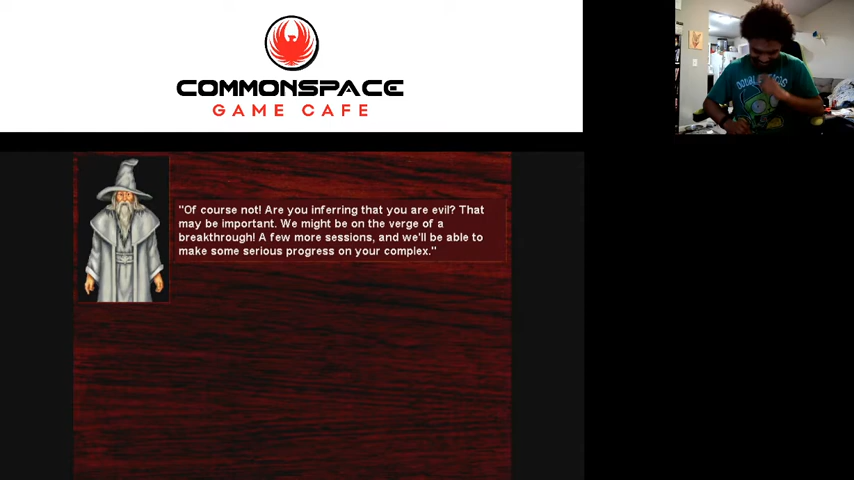 COMMONSPACE
GAME CAFE
"Of course not! Are you inferring that you are evil? That
may be important. We might be on the verge of a
breakthrough! A few more sessions, and we'll be able to
make some serious progress on your complex."